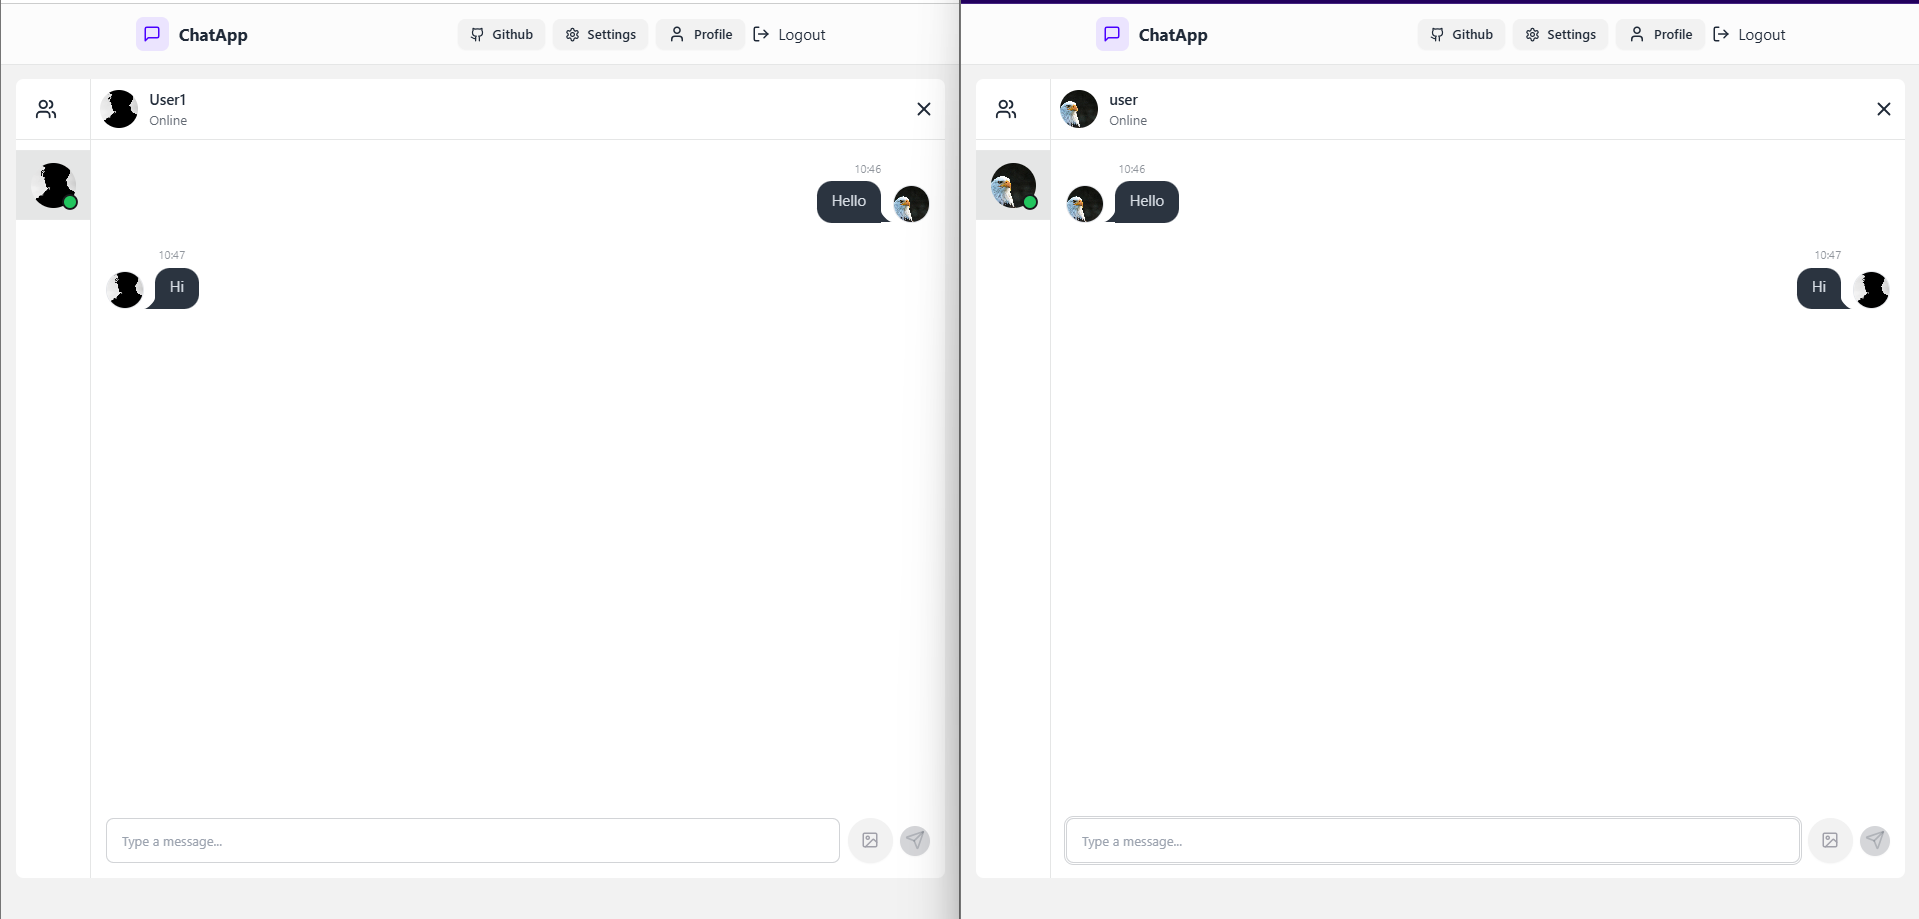 ChatApp
Github
Settings
Profile
Logout
User1
Online
10:46
Hello
10:47
Hi
Type a message...
ChatApp
Github
Settings
Profile
Logout
user
Online
10:46
Hello
10:47
Hi
Type a message...